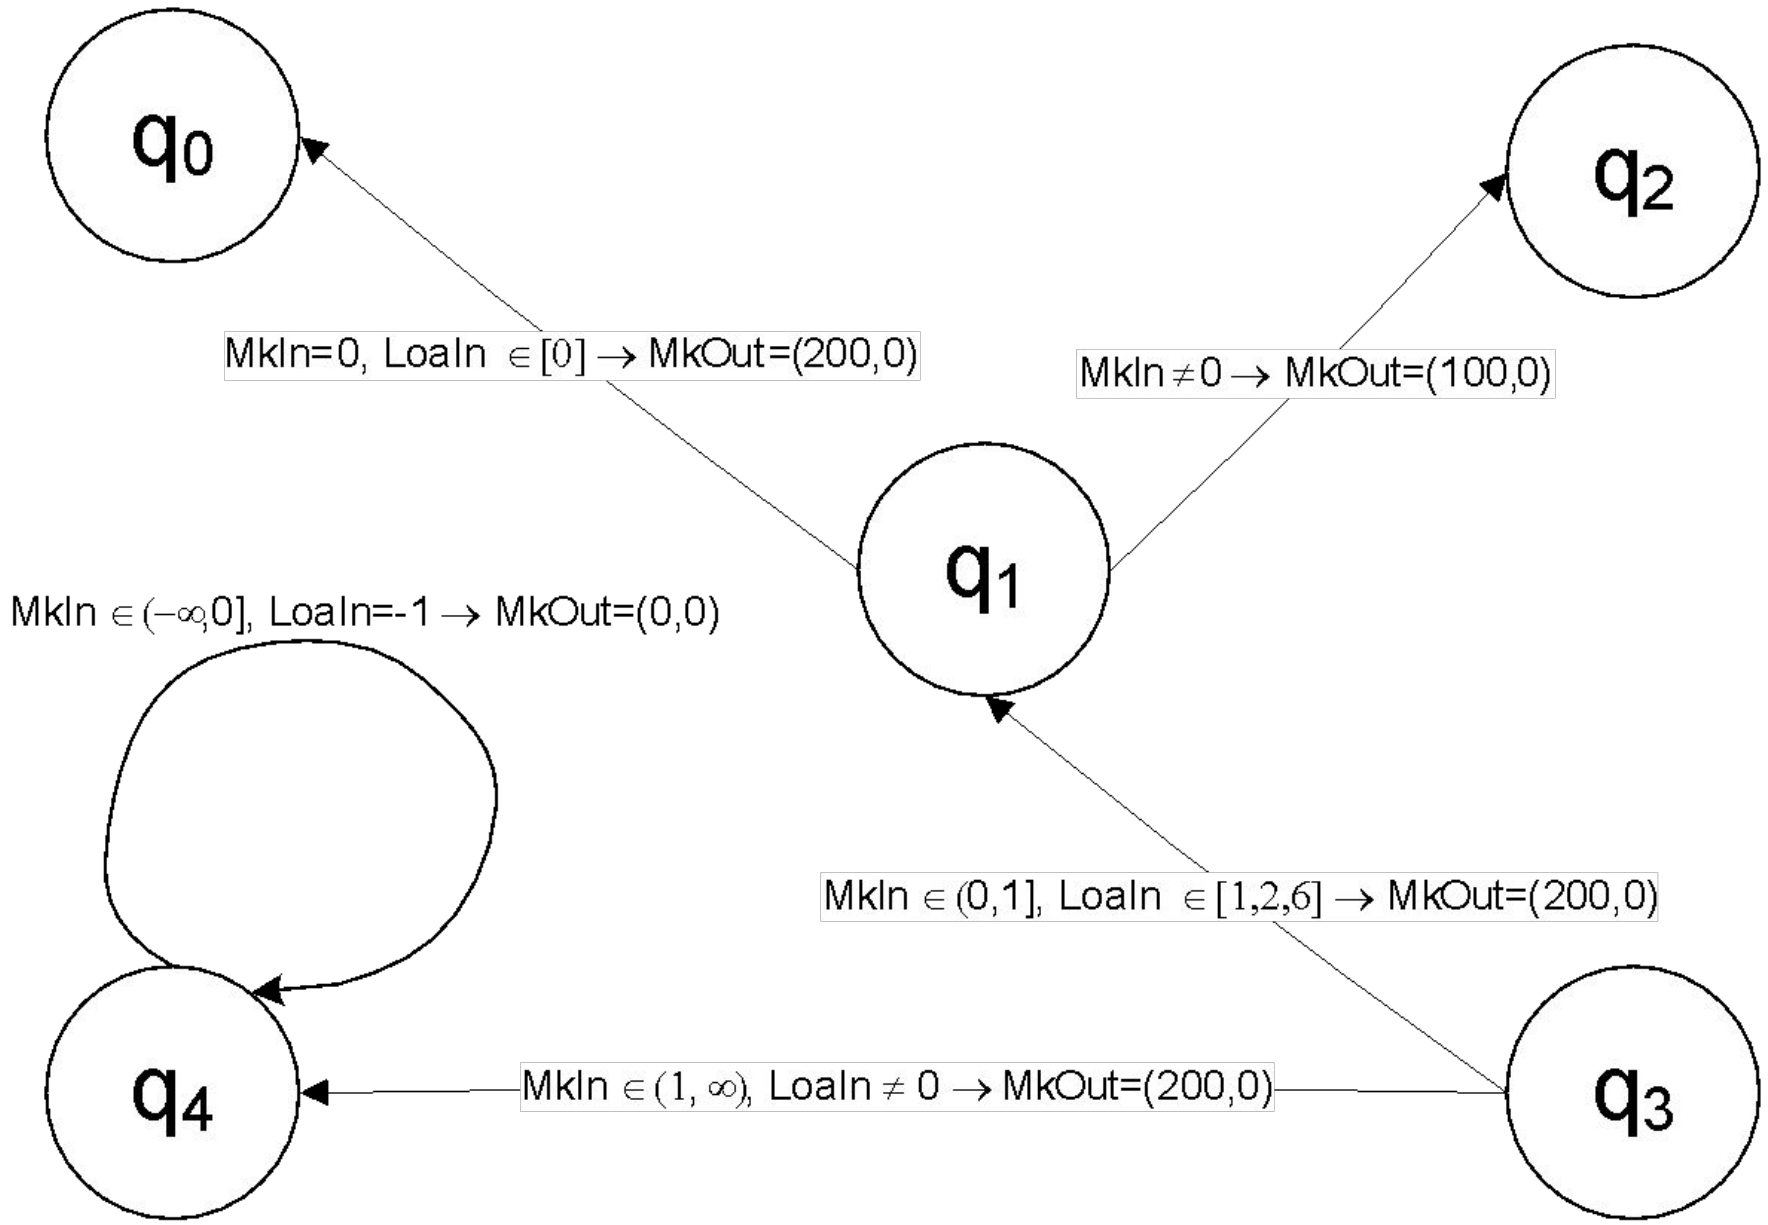 q0
q2
MkIn=0, LoaIn ∈[0] → MkOut=(200,0)
MkIn≠0 → MkOut=(100,0)
q1
MkIn ∈(−∞,0], LoaIn=-1 → MkOut=(0,0)
MkIn ∈(0,1], LoaIn ∈[1,2,6] → MkOut=(200,0)
MkIn ∈(1, ∞), LoaIn ≠ 0 → MkOut=(200,0)
q4
q3